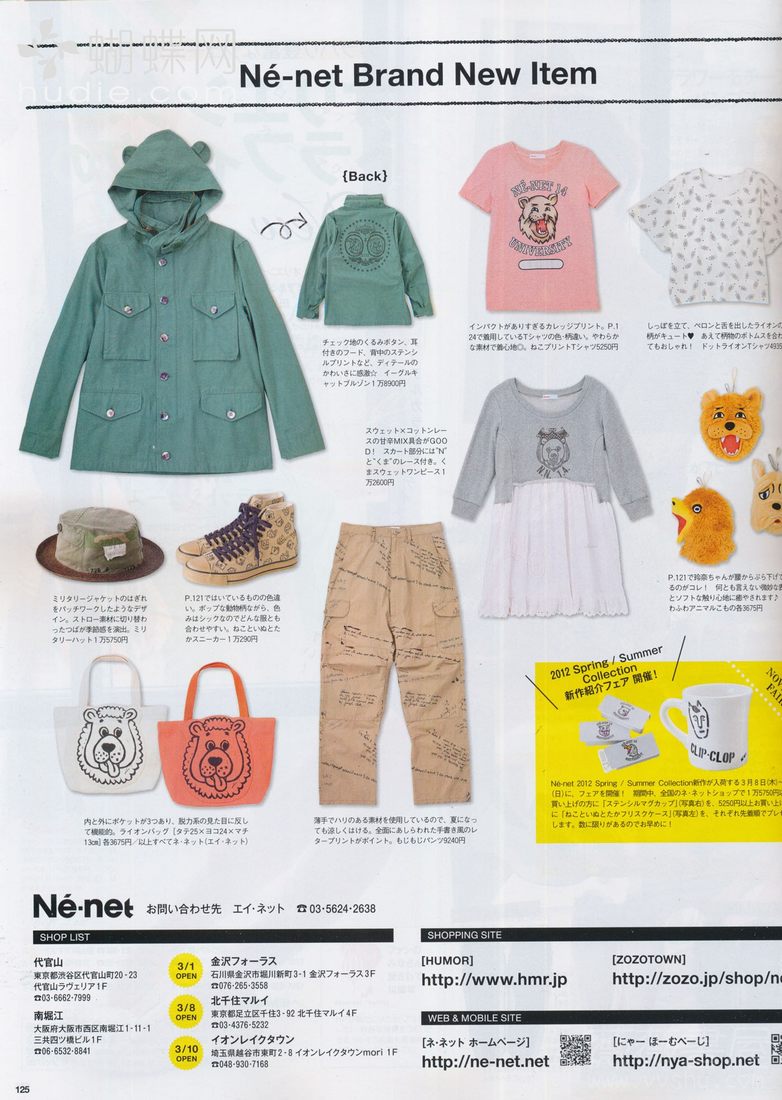 蝴蝶网
hudie.com
Né-net Brand New Item
{Back}
チェック地のくるみボタン、耳
付きのフード、背中のステンシ
ルプリントなど、ディテールの
かわいさに感激☆ イーグルキ
ャットブルゾン1万8900円
NÉ-NET 14
UNIVERSITY
インパクトがありすぎるカレッジプリント。P.1
24で着用しているTシャツの色・柄違い。やわらか
な素材で着心地◎。ねこプリントTシャツ5250円
しっぽを立て、ペロンと舌を出したライオンの
柄がキュート♥ あえて柄物のボトムスを合わ
てもおしゃれ! ドットライオンTシャツ4935
スウェット×コットンレー
スの甘辛MIX具合がGOO
D! スカート部分には"N"
と"くま"のレース付き。く
まスウェットワンピース1
万2600円
N.N.14
ミリタリージャケットのはぎれ
をパッチワークしたようなデザ
イン。ストロー素材に切り替わ
ったつばが季節感を演出。ミリ
タリーハット1万5750円
P.121ではいているものの色違
い。ポップな動物柄ながら、色
みはシックなのでどんな服とも
合わせやすい。ねこといぬとた
かスニーカー1万290円
P.121で玲奈ちゃんが腰からぶら下げて
るのがコレ! 何とも言えない微妙な表
とソフトな触り心地に癒やされます♪
わふわアニマルこもの各3675円
内と外にポケットが3つあり、脱力系の見た目に反し
て機能的。ライオンバッグ[タテ25×ヨコ24×マチ
13cm]各3675円/以上すべてネ・ネット(エイ・ネット)
薄手でハリのある素材を使用しているので、夏になっ
ても涼しくはける。全面にあしらわれた手書き風のレ
タープリントがポイント。もじもじパンツ9240円
2012 Spring / Summer
Collection
新作紹介フェア 開催!
CLIP-CLOP
Né-net 2012 Spring / Summer Collection新作が入荷する3月8日(木)~
(日)に、フェアを開催! 期間中、全国のネ・ネットショップで1万5750円以
買い上げの方に「ステンシルマグカップ」(写真右)を、5250円以上お買い上げ
に「ねこといぬとたかフリスクケース」(写真左)を、それぞれ先着順でプレゼ
します。数に限りがあるのでお早めに!
Né-net お問い合わせ先 エイ・ネット ☎03・5624・2638
SHOP LIST
代官山
東京都渋谷区代官山町20-23
代官山ラヴェリア1F
☎03・6662・7999
南堀江
大阪府大阪市西区南堀江1-11-1
三共四ツ橋ビル1F
☎06・6532・8841
3/1
OPEN
金沢フォーラス
石川県金沢市堀川新町3-1 金沢フォーラス3F
☎076・265・3558
3/8
OPEN
北千住マルイ
東京都足立区千住3-92 北千住マルイ4F
☎03・4376・5232
3/10
OPEN
イオンレイクタウン
埼玉県越谷市東町2-8 イオンレイクタウンmori 1F
☎048・930・7168
SHOPPING SITE
[HUMOR]
http://www.hmr.jp
[ZOZOTOWN]
http://zozo.jp/shop/ne
WEB & MOBILE SITE
[ネ・ネット ホームページ]
http://ne-net.net
[にゃー ほーむぺーじ]
http://nya-shop.net
125